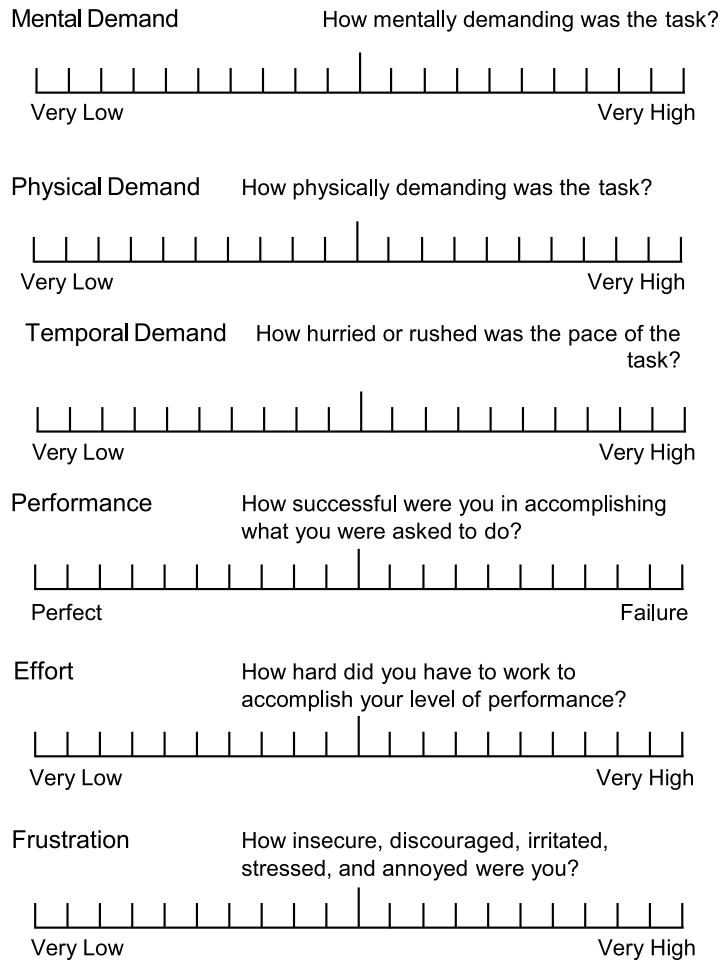 Mental Demand How mentally demanding was the task?
Very Low Very High
Physical Demand How physically demanding was the task?
Very Low Very High
Temporal Demand How hurried or rushed was the pace of the
task?
Very Low Very High
Performance How successful were you in accomplishing
what you were asked to do?
Perfect Failure
Effort How hard did you have to work to
accomplish your level of performance?
Very Low Very High
Frustration How insecure, discouraged, irritated,
stressed, and annoyed were you?
Very Low Very High